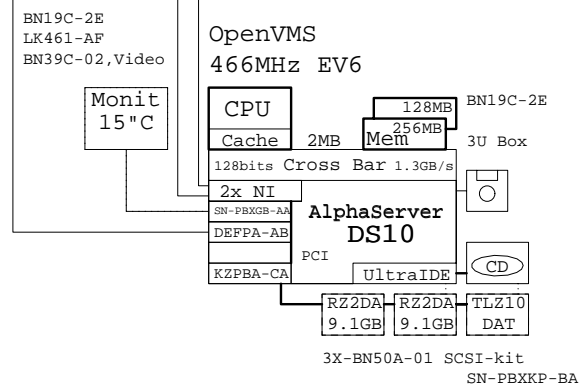 BN19C-2E
LK461-AF
BN39C-02,Video
OpenVMS
466MHz EV6
Monit
15"C
CPU
Cache
2MB
128MB
256MB
Mem
BN19C-2E
3U Box
128bits Cross Bar 1.3GB/s
2x NI
SN-PBXGB-AA
DEFPA-AB
AlphaServer
DS10
PCI
KZPBA-CA
UltraIDE
CD
RZ2DA
9.1GB
RZ2DA
9.1GB
TLZ10
DAT
3X-BN50A-01 SCSI-kit
SN-PBXKP-BA